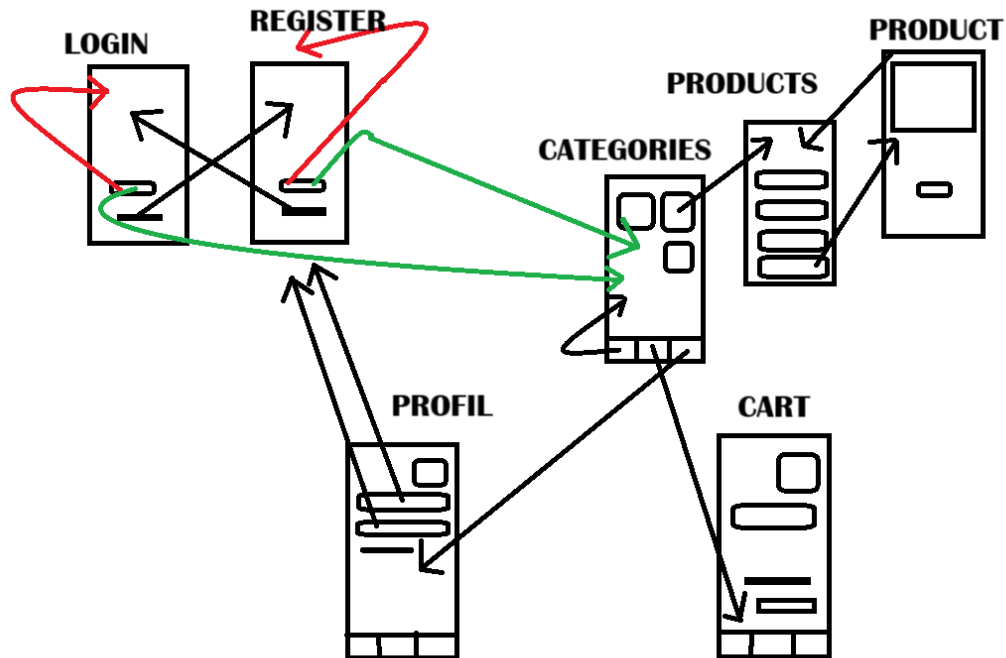 LOGIN
REGISTER
PRODUCT
PRODUCTS
CATEGORIES
PROFIL
CART